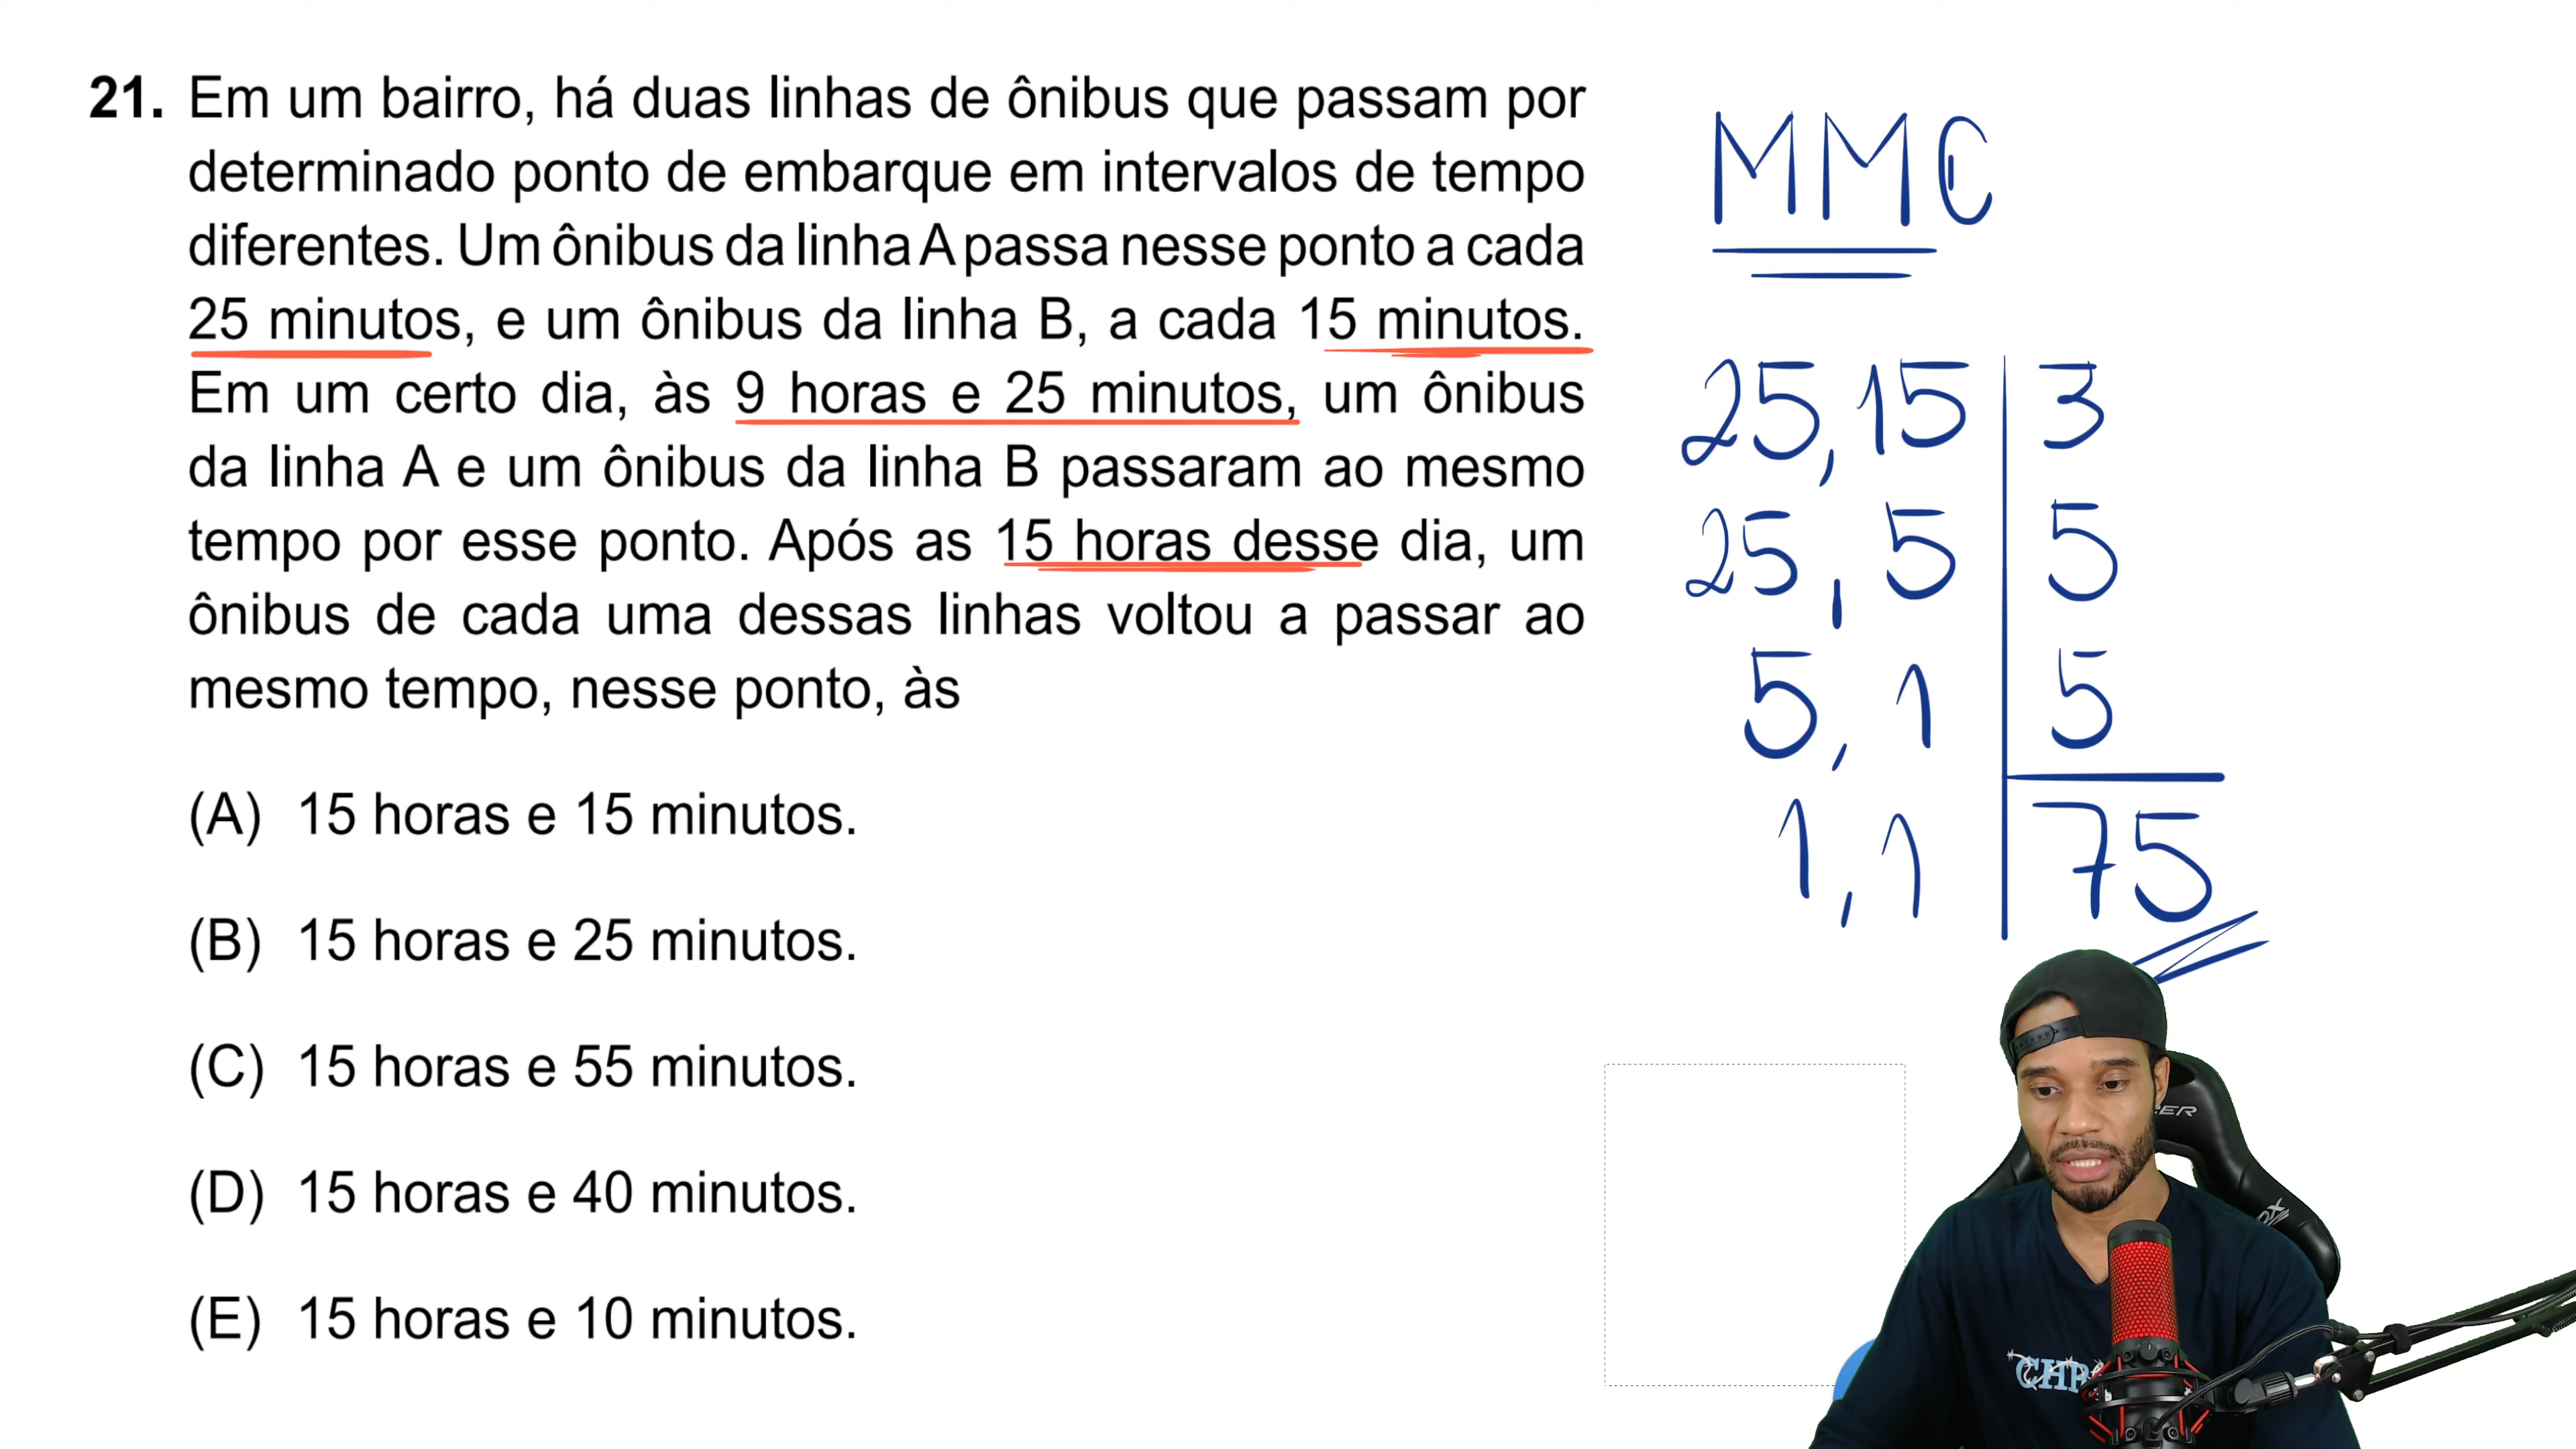 21. Em um bairro, há duas linhas de ônibus que passam por
determinado ponto de embarque em intervalos de tempo
diferentes. Um ônibus da linha A passa nesse ponto a cada
25 minutos, e um ônibus da linha B, a cada 15 minutos.
Em um certo dia, às 9 horas e 25 minutos, um ônibus
da linha A e um ônibus da linha B passaram ao mesmo
tempo por esse ponto. Após as 15 horas desse dia, um
ônibus de cada uma dessas linhas voltou a passar ao
mesmo tempo, nesse ponto, às
(A) 15 horas e 15 minutos.
(B) 15 horas e 25 minutos.
(C) 15 horas e 55 minutos.
(D) 15 horas e 40 minutos.
(E) 15 horas e 10 minutos.
MMC
25, 15 | 3
25, 5 | 5
5, 1 | 5
1, 1 | 75